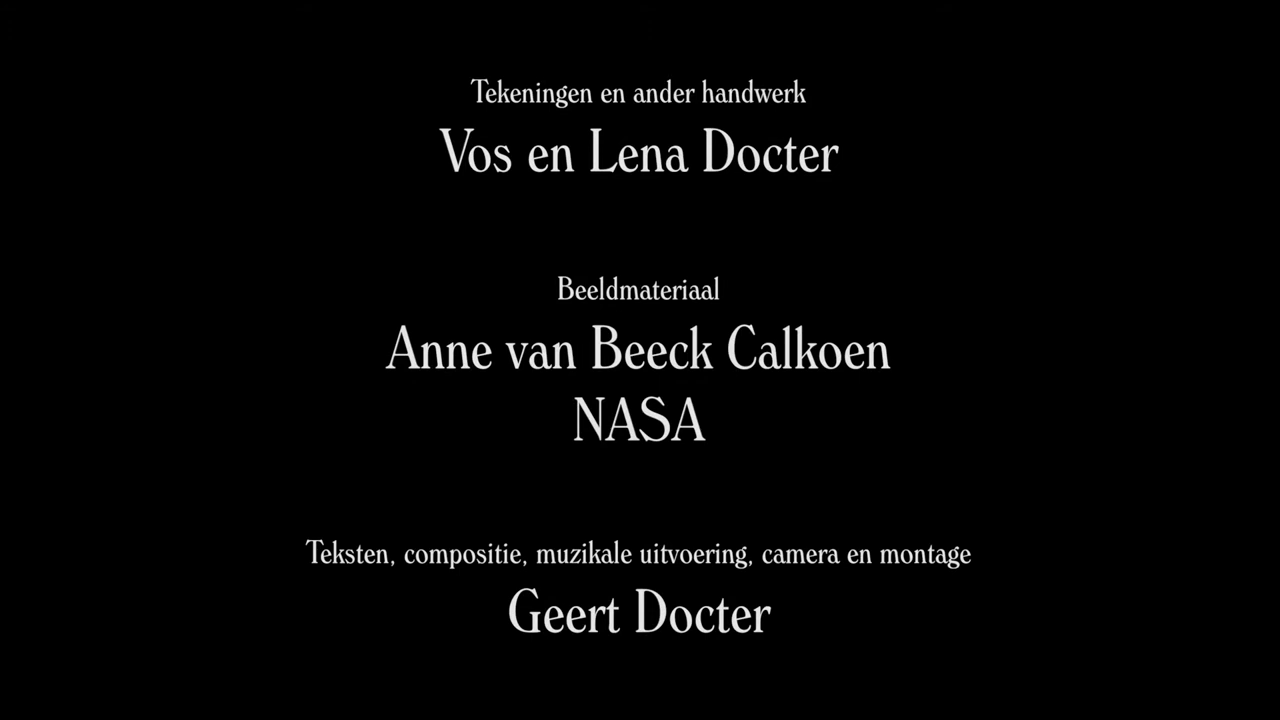 Tekeningen en ander handwerk
Vos en Lena Docter
Beeldmateriaal
Anne van Beeck Calkoen
NASA
Teksten, compositie, muzikale uitvoering, camera en montage
Geert Docter